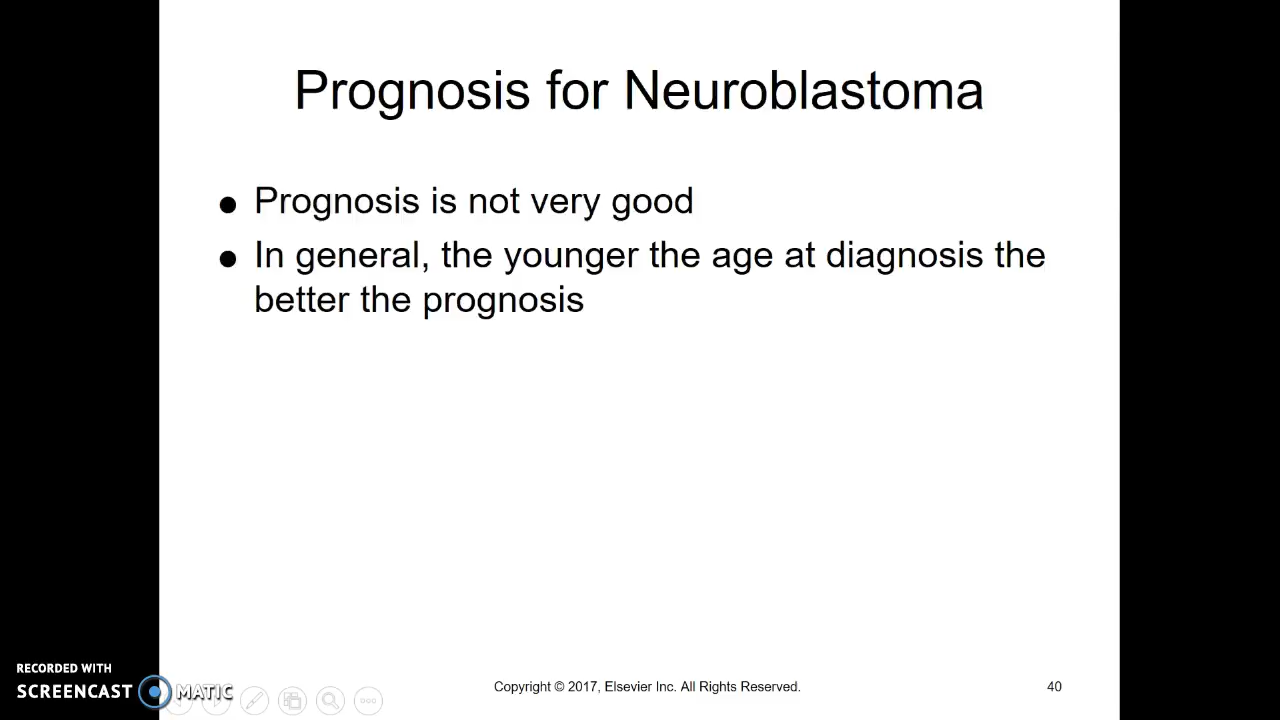 Prognosis for Neuroblastoma
● Prognosis is not very good
● In general, the younger the age at diagnosis the
better the prognosis
RECORDED WITH
SCREENCAST MATIC
Copyright © 2017, Elsevier Inc. All Rights Reserved.
40